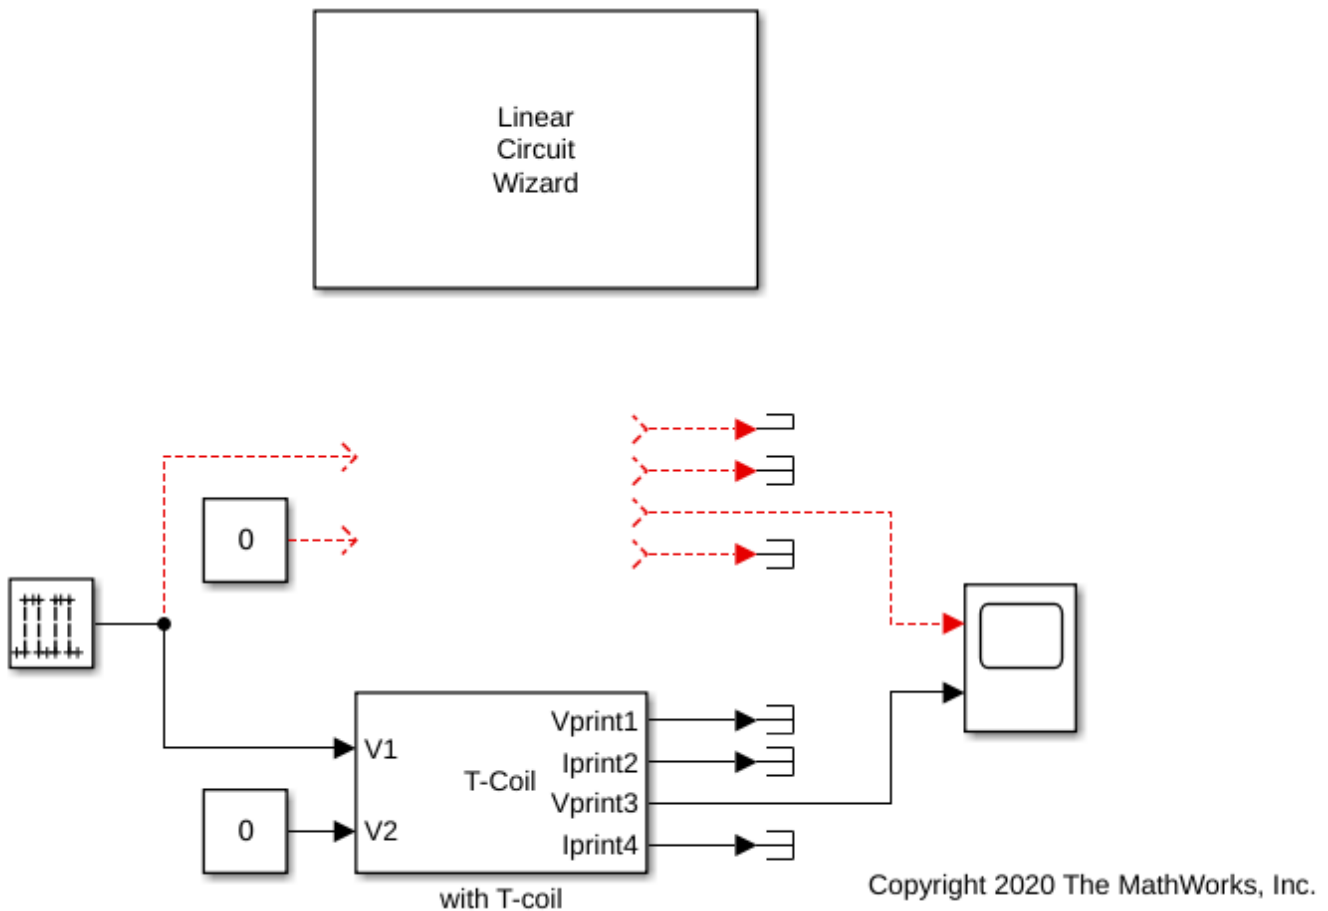 Linear
Circuit
Wizard
0
V1
V2
T-Coil
Vprint1
Iprint2
Vprint3
Iprint4
0
with T-coil
Copyright 2020 The MathWorks, Inc.